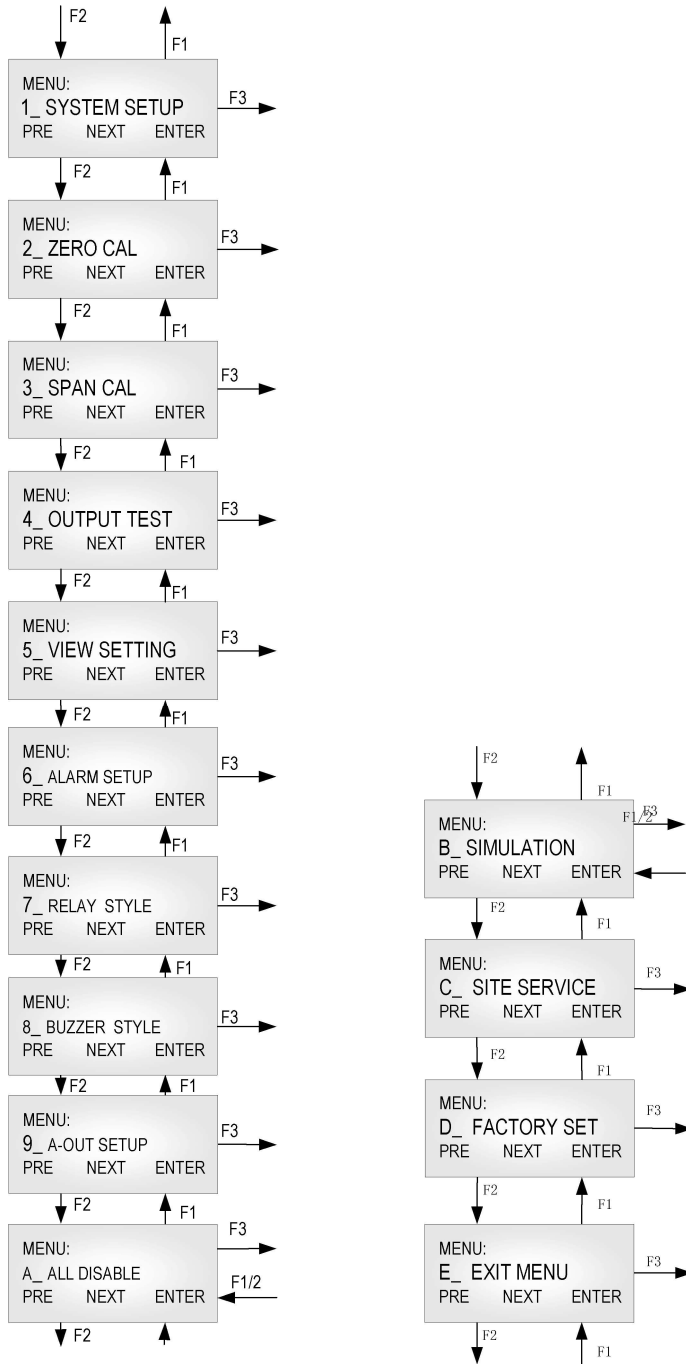 F2
F1
MENU:
1_ SYSTEM SETUP
F3
PRE NEXT ENTER
F2
F1
MENU:
2_ ZERO CAL
F3
PRE NEXT ENTER
F2
F1
MENU:
3_ SPAN CAL
F3
PRE NEXT ENTER
F2
F1
MENU:
4_ OUTPUT TEST
F3
PRE NEXT ENTER
F2
F1
MENU:
5_ VIEW SETTING
F3
PRE NEXT ENTER
F2
F1
MENU:
6_ ALARM SETUP
F3
PRE NEXT ENTER
F2
F1
MENU:
7_ RELAY STYLE
F3
PRE NEXT ENTER
F2
F1
MENU:
8_ BUZZER STYLE
F3
PRE NEXT ENTER
F2
F1
MENU:
9_ A-OUT SETUP
F3
PRE NEXT ENTER
F2
F1
F3
MENU:
A_ ALL DISABLE
PRE NEXT ENTER
F1/2
F2
F2
F1
F1/2
F3
MENU:
B_ SIMULATION
PRE NEXT ENTER
F2
F1
MENU:
C_ SITE SERVICE
F3
PRE NEXT ENTER
F2
F1
MENU:
D_ FACTORY SET
F3
PRE NEXT ENTER
F2
F1
MENU:
E_ EXIT MENU
F3
PRE NEXT ENTER
F2
F1